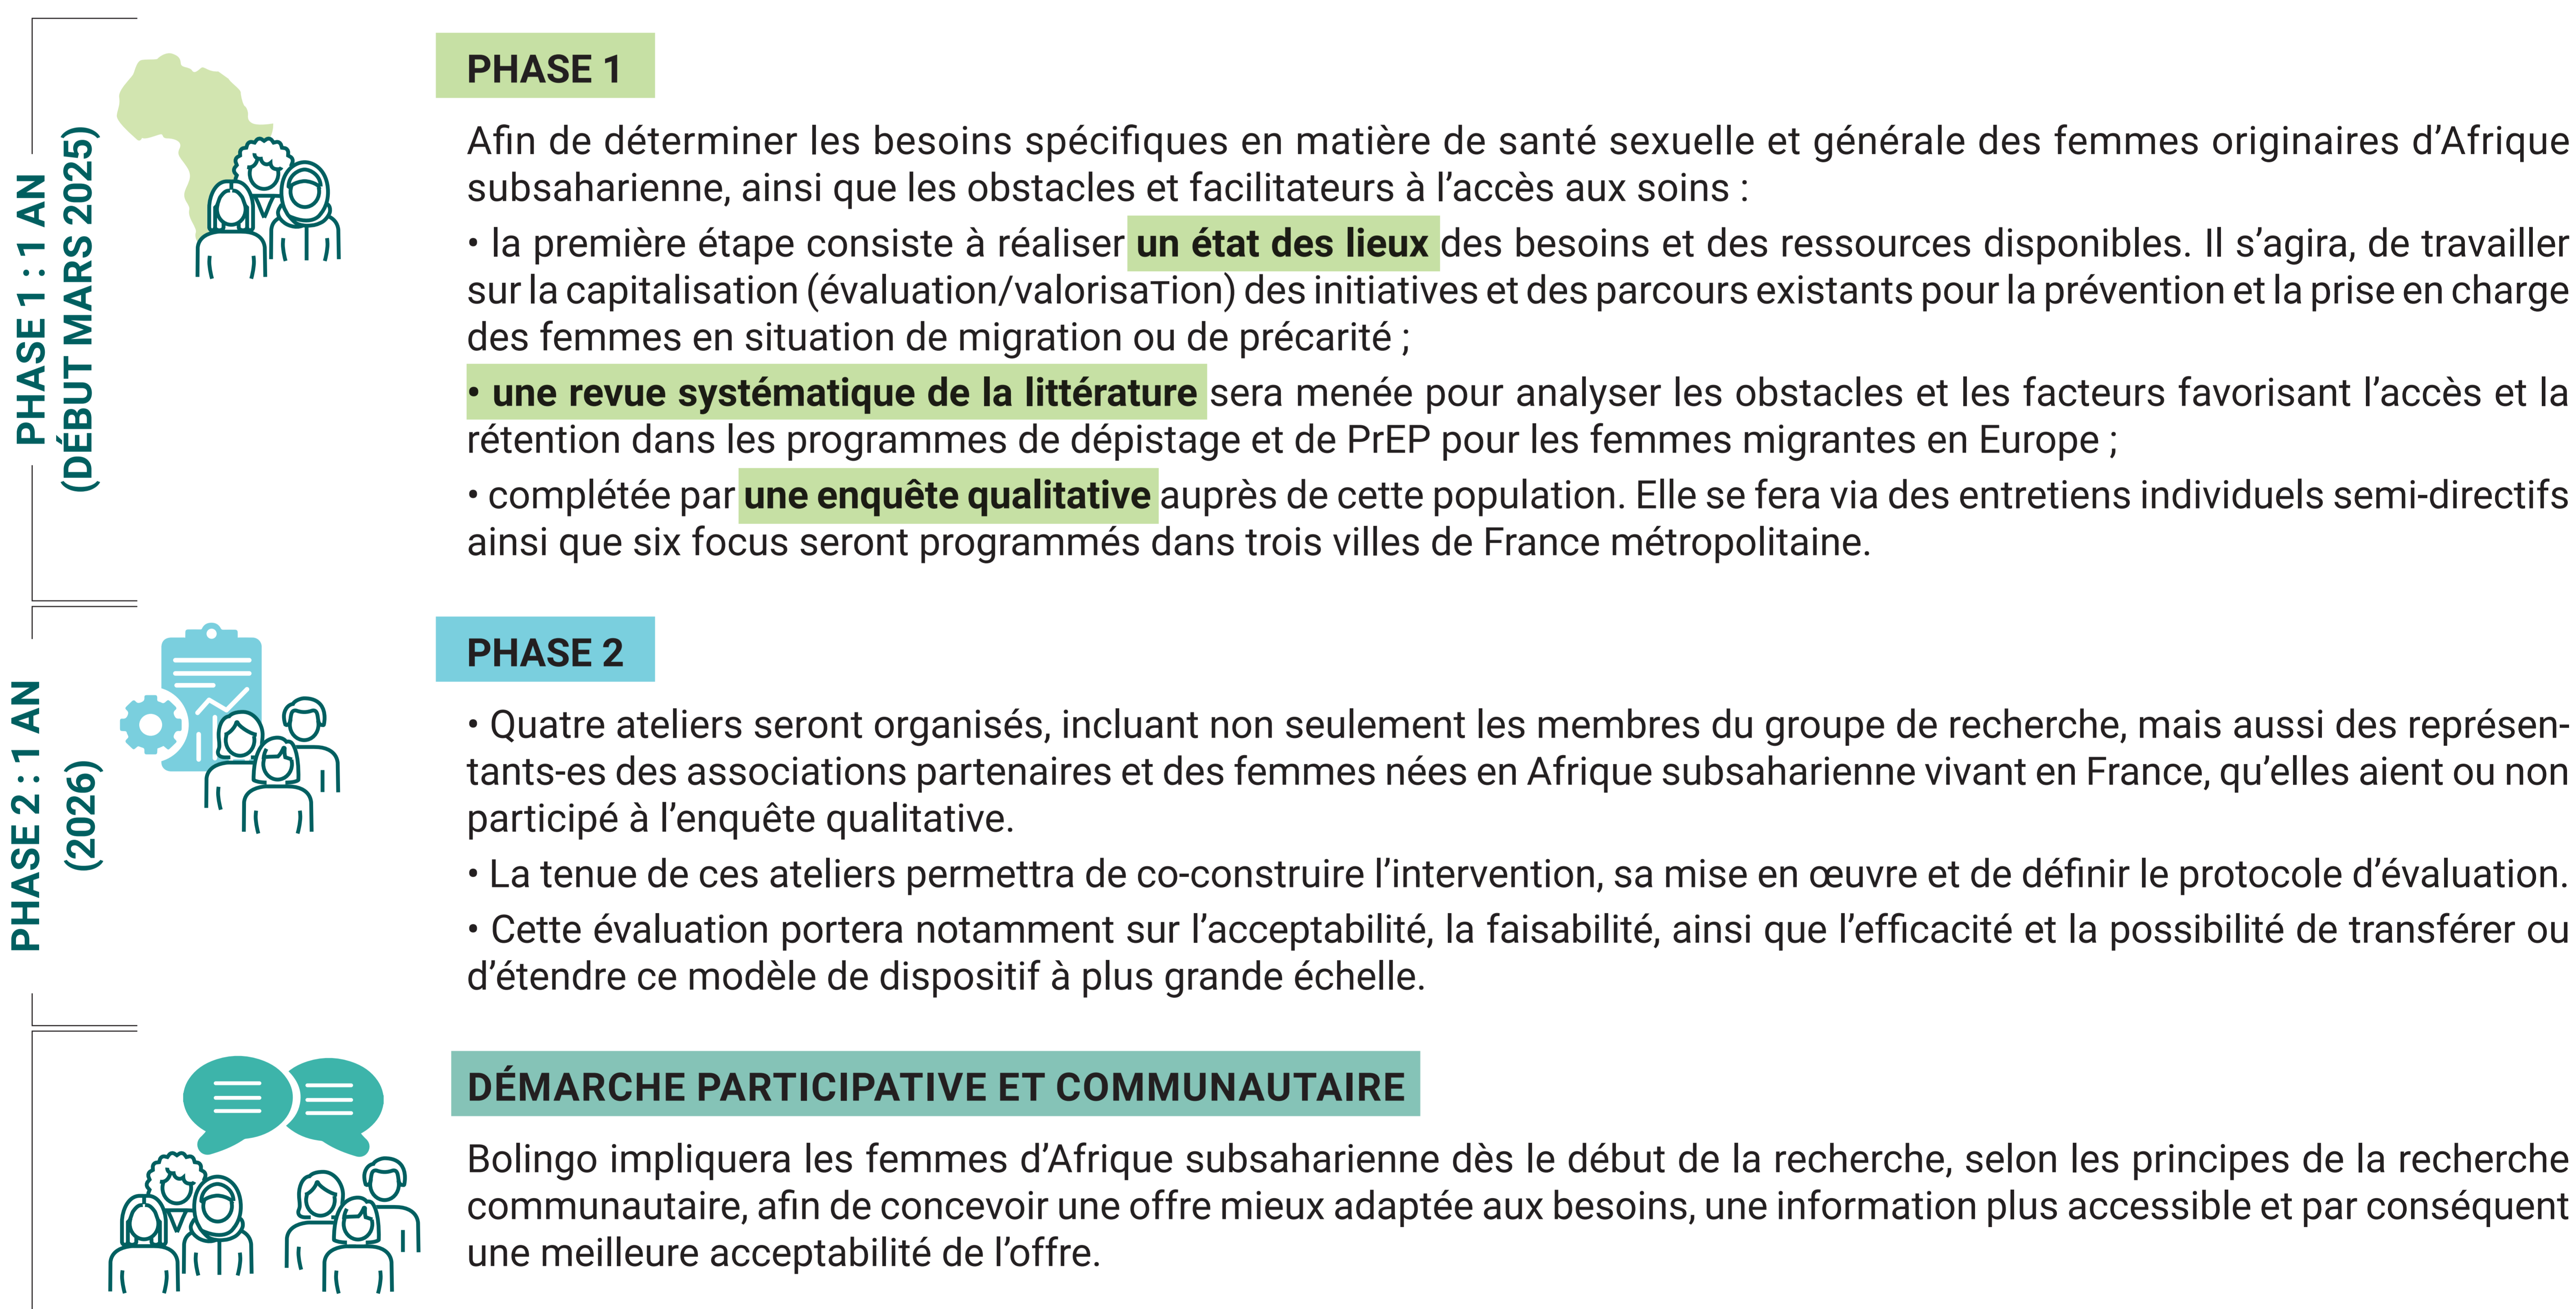 PHASE 1 : 1 AN
(DÉBUT MARS 2025)
PHASE 1
Afin de déterminer les besoins spécifiques en matière de santé sexuelle et générale des femmes originaires d’Afrique
subsaharienne, ainsi que les obstacles et facilitateurs à l’accès aux soins :
• la première étape consiste à réaliser un état des lieux des besoins et des ressources disponibles. Il s’agira, de travailler
sur la capitalisation (évaluation/valorisaTion) des initiatives et des parcours existants pour la prévention et la prise en charge
des femmes en situation de migration ou de précarité ;
• une revue systématique de la littérature sera menée pour analyser les obstacles et les facteurs favorisant l’accès et la
rétention dans les programmes de dépistage et de PrEP pour les femmes migrantes en Europe ;
• complétée par une enquête qualitative auprès de cette population. Elle se fera via des entretiens individuels semi-directifs
ainsi que six focus seront programmés dans trois villes de France métropolitaine.
PHASE 2 : 1 AN
(2026)
PHASE 2
• Quatre ateliers seront organisés, incluant non seulement les membres du groupe de recherche, mais aussi des représen-
tants-es des associations partenaires et des femmes nées en Afrique subsaharienne vivant en France, qu’elles aient ou non
participé à l’enquête qualitative.
• La tenue de ces ateliers permettra de co-construire l’intervention, sa mise en œuvre et de définir le protocole d’évaluation.
• Cette évaluation portera notamment sur l’acceptabilité, la faisabilité, ainsi que l’efficacité et la possibilité de transférer ou
d’étendre ce modèle de dispositif à plus grande échelle.
DÉMARCHE PARTICIPATIVE ET COMMUNAUTAIRE
Bolingo impliquera les femmes d’Afrique subsaharienne dès le début de la recherche, selon les principes de la recherche
communautaire, afin de concevoir une offre mieux adaptée aux besoins, une information plus accessible et par conséquent
une meilleure acceptabilité de l’offre.